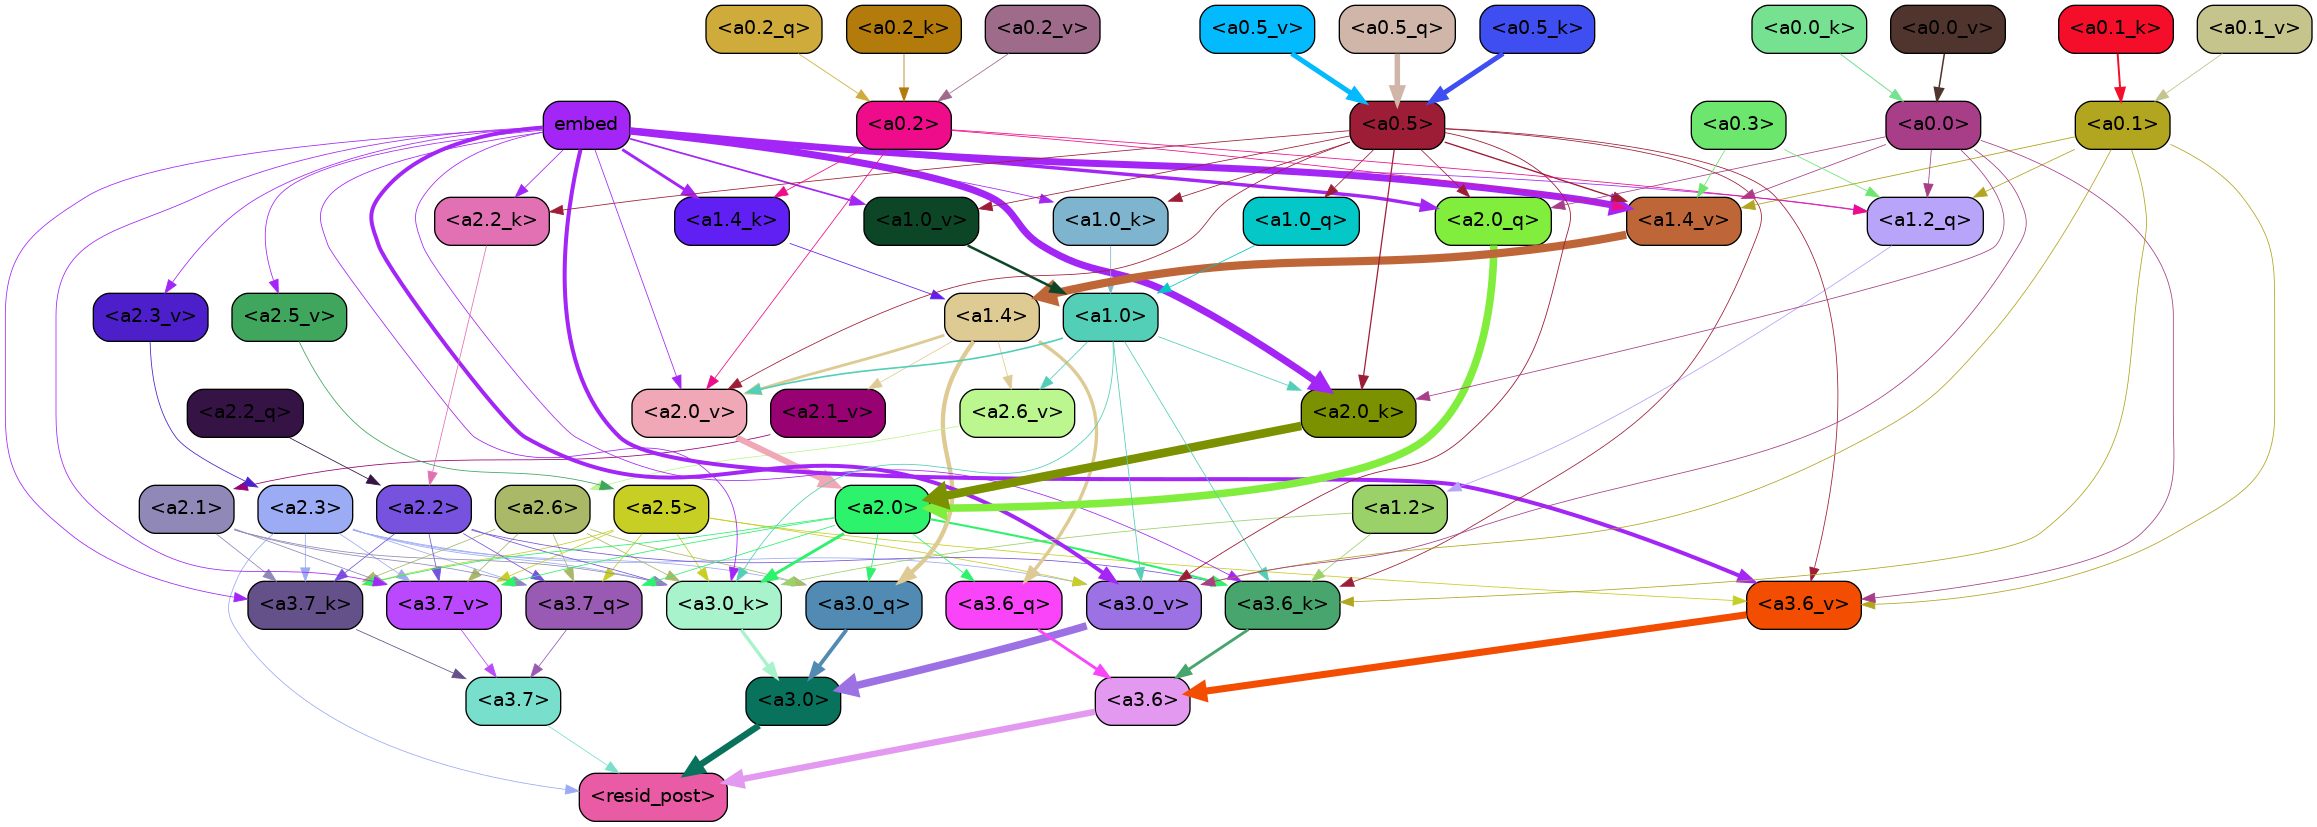 <a0.2_q> <a0.2_k> <a0.2_v> <a0.5_v> <a0.5_q> <a0.5_k> <a0.0_k> <a0.0_v> <a0.1_k> <a0.1_v>
embed <a0.2> <a0.5> <a0.3> <a0.0> <a0.1>
<a2.2_k> <a1.4_k> <a1.0_v> <a1.0_k> <a1.0_q> <a2.0_q> <a1.4_v> <a1.2_q>
<a2.3_v> <a2.5_v> <a1.4> <a1.0>
<a2.2_q> <a2.0_v> <a2.1_v> <a2.6_v> <a2.0_k>
<a2.1> <a2.3> <a2.2> <a2.6> <a2.5> <a2.0> <a1.2>
<a3.7_k> <a3.7_v> <a3.7_q> <a3.0_k> <a3.0_q> <a3.6_q> <a3.0_v> <a3.6_k> <a3.6_v>
<a3.7> <a3.0> <a3.6>
<resid_post>